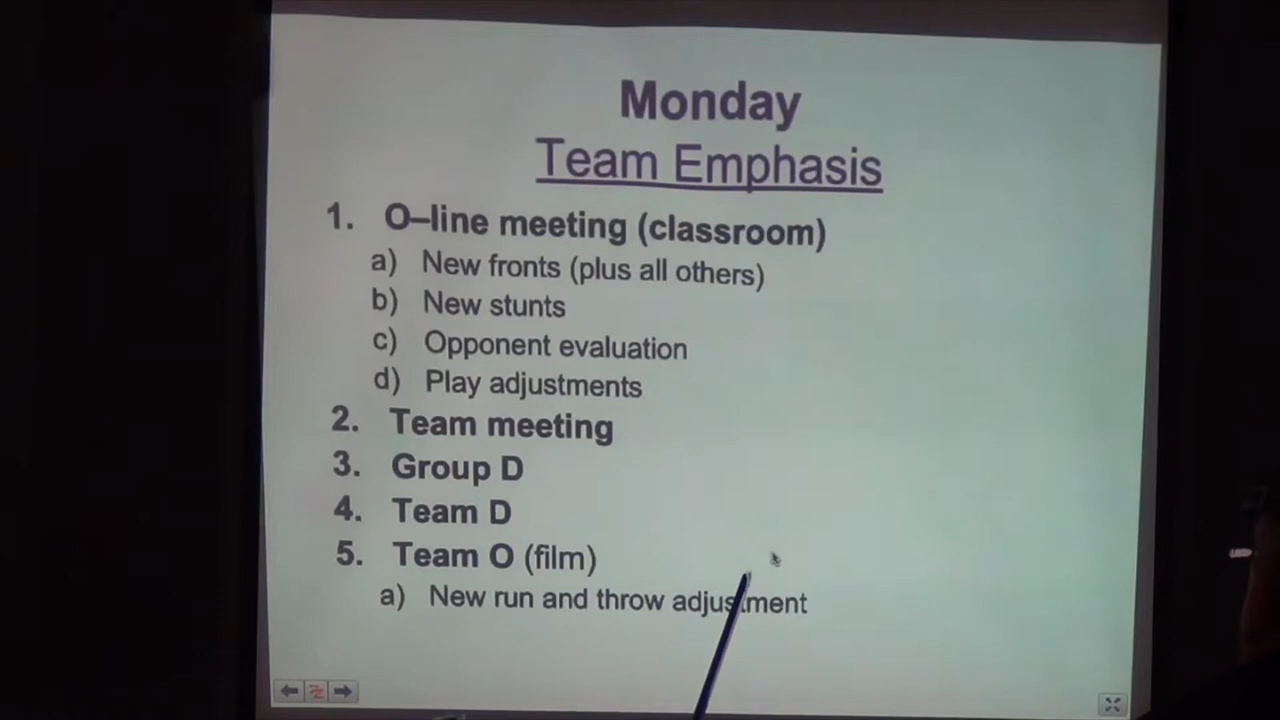 Monday
Team Emphasis
1. O–line meeting (classroom)
a) New fronts (plus all others)
b) New stunts
c) Opponent evaluation
d) Play adjustments
2. Team meeting
3. Group D
4. Team D
5. Team O (film)
a) New run and throw adjustment